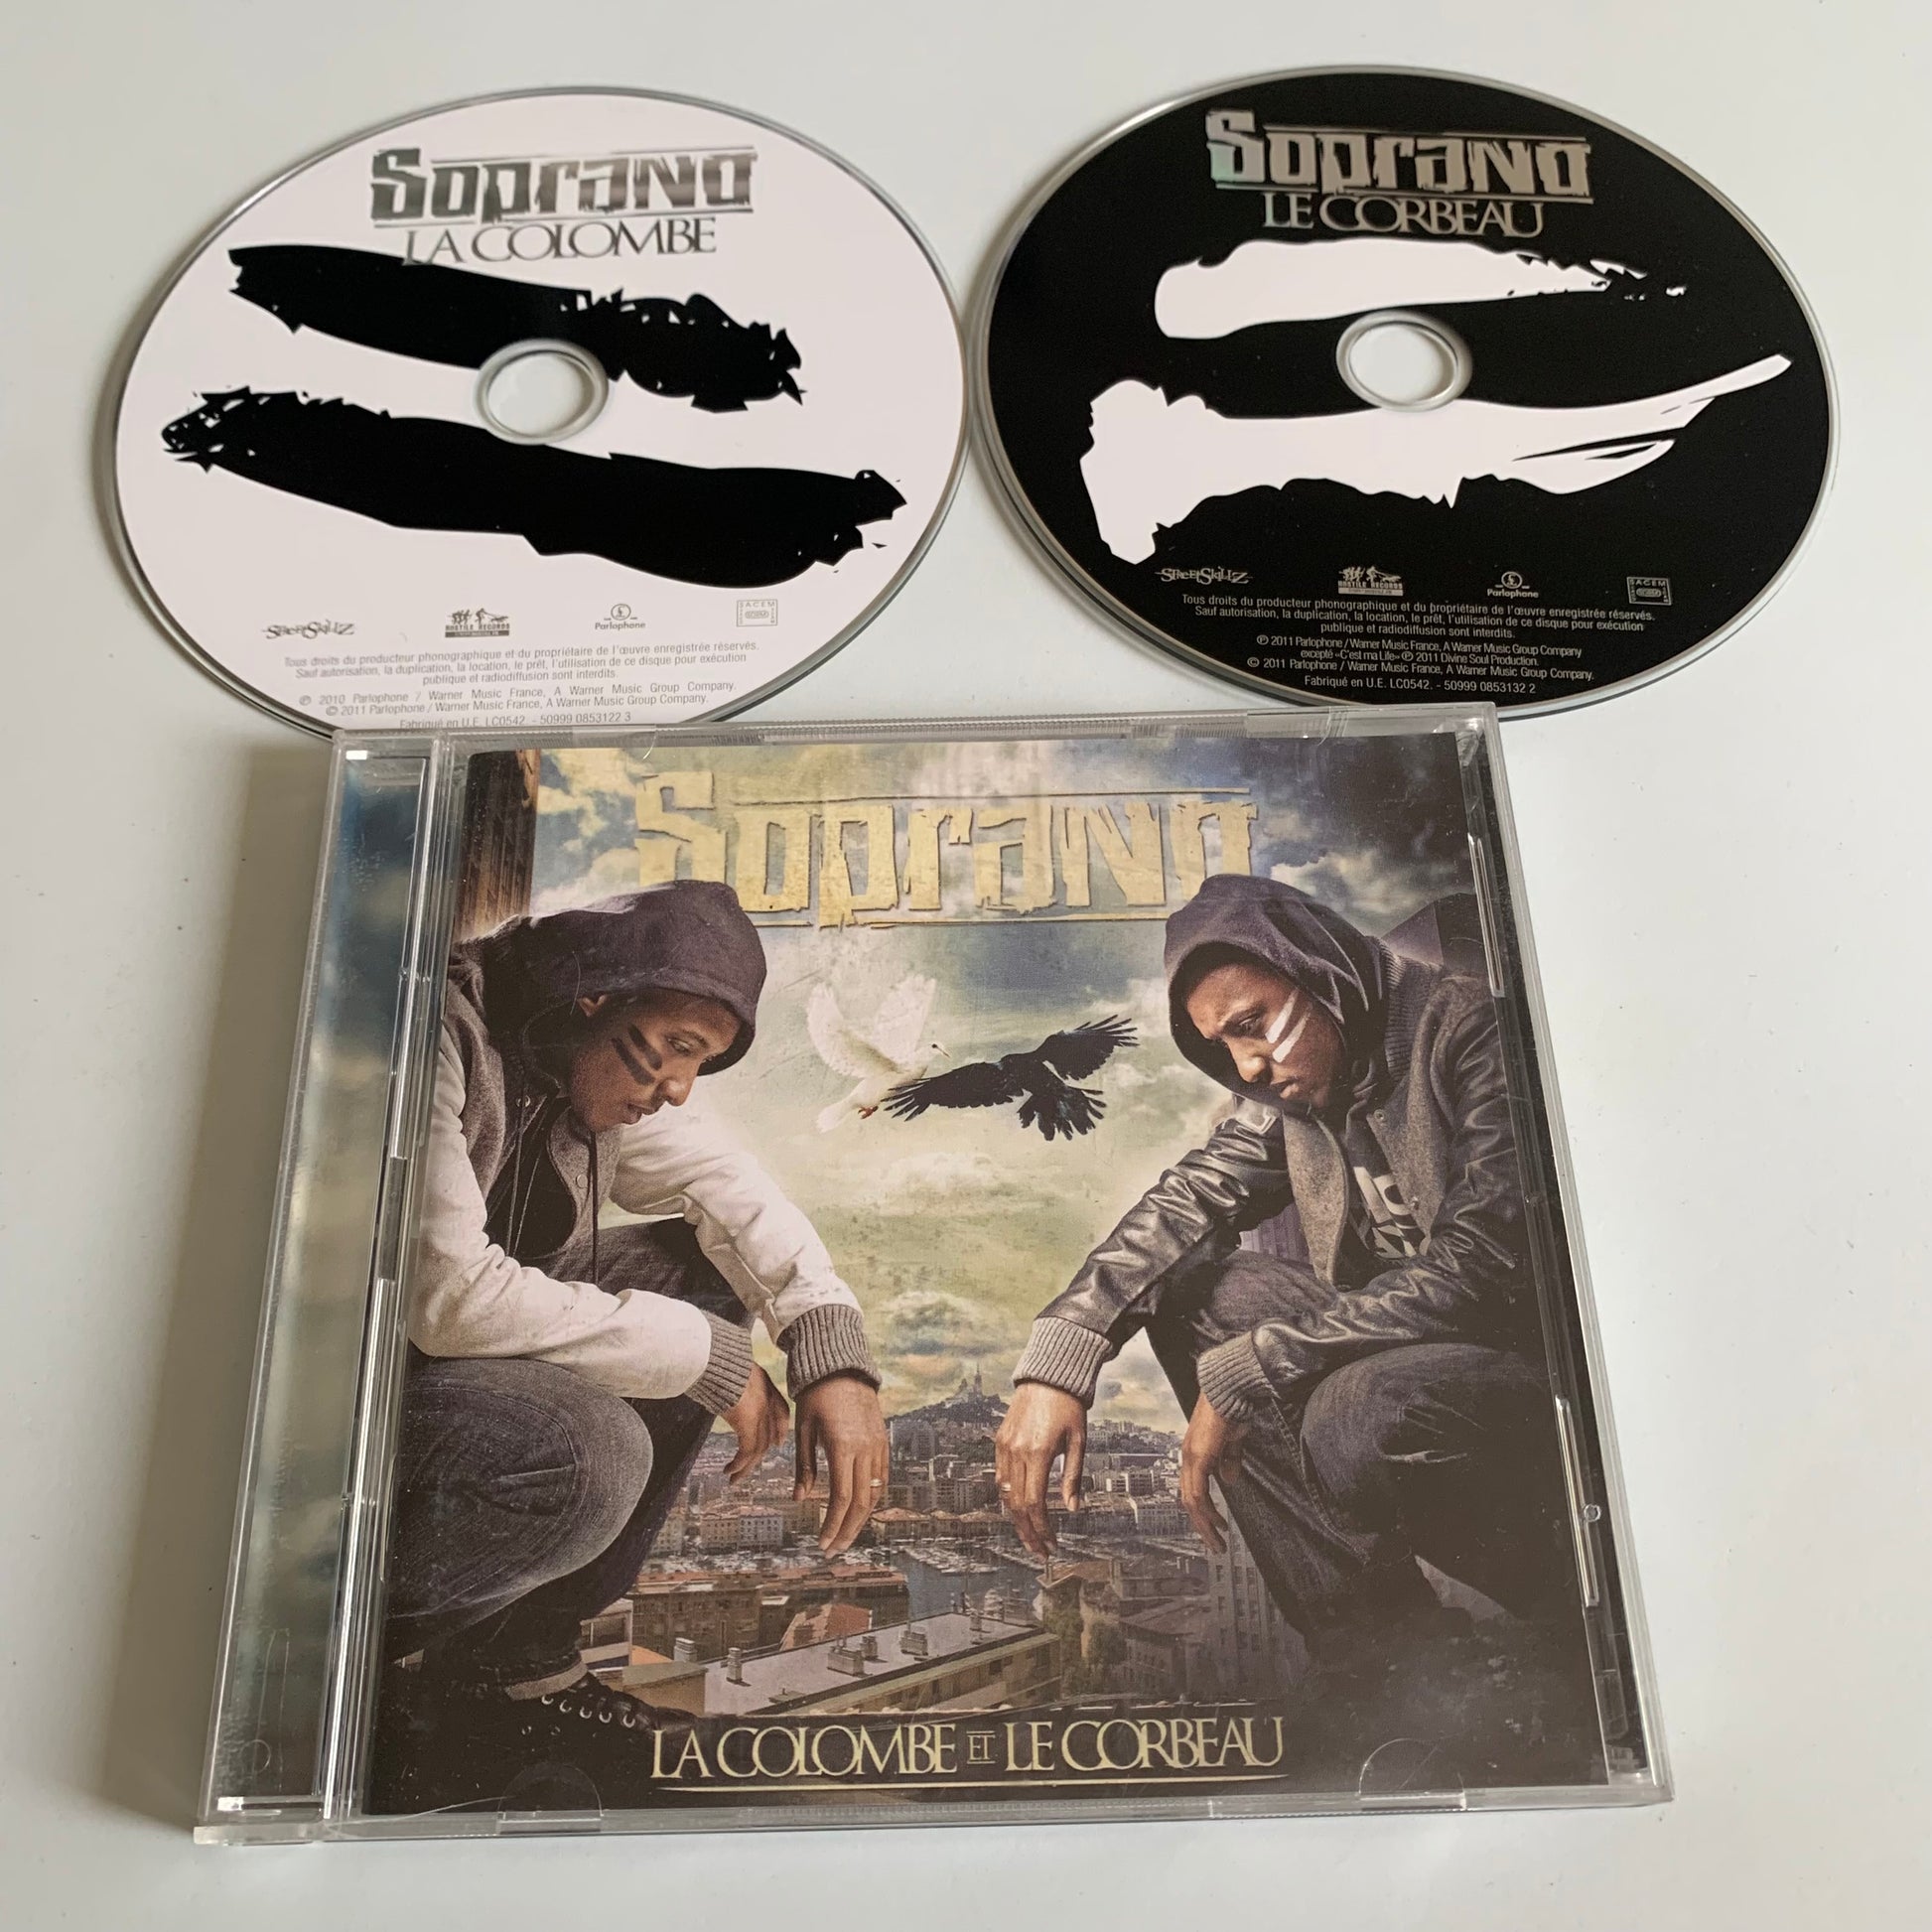 Soprano
LA COLOMBE
StreetSkillz
HOSTILE RECORDS
Parlophone
SACEM
Tous droits du producteur phonographique et du propriétaire de l'œuvre enregistrée réservés.
Sauf autorisation, la duplication, la location, le prêt, l'utilisation de ce disque pour exécution
publique et radiodiffusion sont interdits.
℗ 2010 Parlophone / Warner Music France, A Warner Music Group Company.
© 2011 Parlophone / Warner Music France, A Warner Music Group Company.
Fabriqué en U.E. LC0542. - 50999 0853122 3
Soprano
LE CORBEAU
StreetSkillz
HOSTILE RECORDS
Parlophone
SACEM
Tous droits du producteur phonographique et du propriétaire de l'œuvre enregistrée réservés.
Sauf autorisation, la duplication, la location, le prêt, l'utilisation de ce disque pour exécution
publique et radiodiffusion sont interdits.
℗ 2011 Parlophone / Warner Music France, A Warner Music Group Company
excepté «C'est ma Life» ℗ 2011 Divine Soul Production.
© 2011 Parlophone / Warner Music France, A Warner Music Group Company.
Fabriqué en U.E. LC0542. - 50999 0853132 2
Soprano
LA COLOMBE ET LE CORBEAU